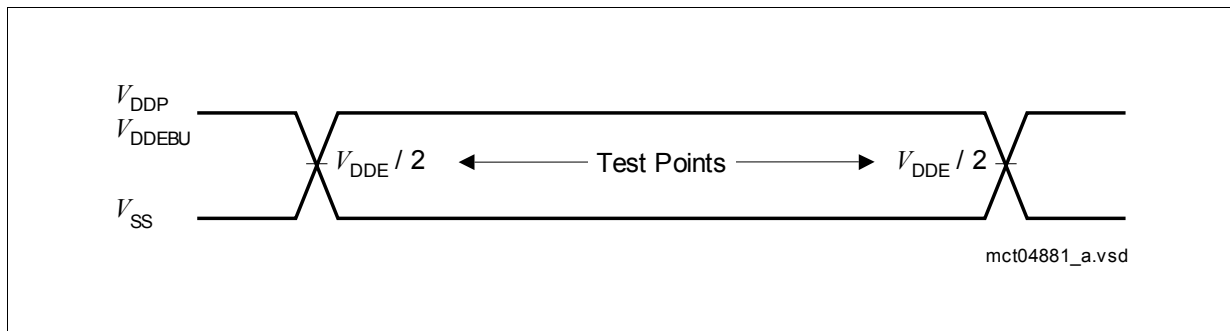 VDDP
VDDEBU
VDDE / 2 Test Points VDDE / 2
VSS
mct04881_a.vsd